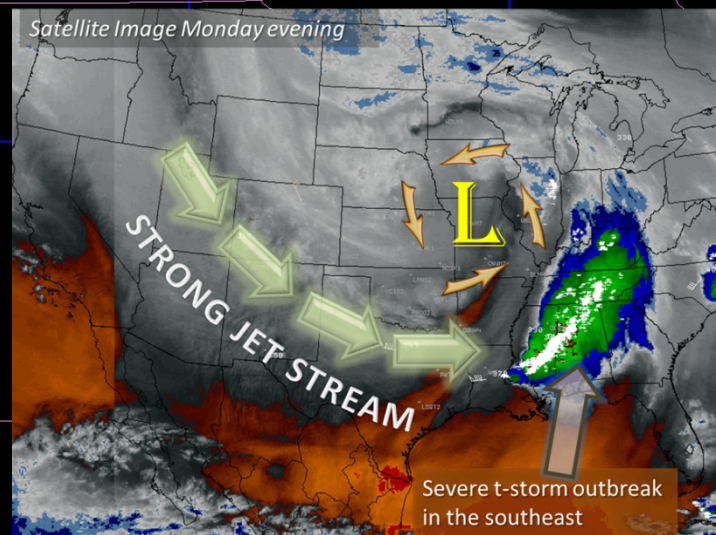 Satellite Image Monday evening
L
STRONG JET STREAM
Severe t-storm outbreak
in the southeast